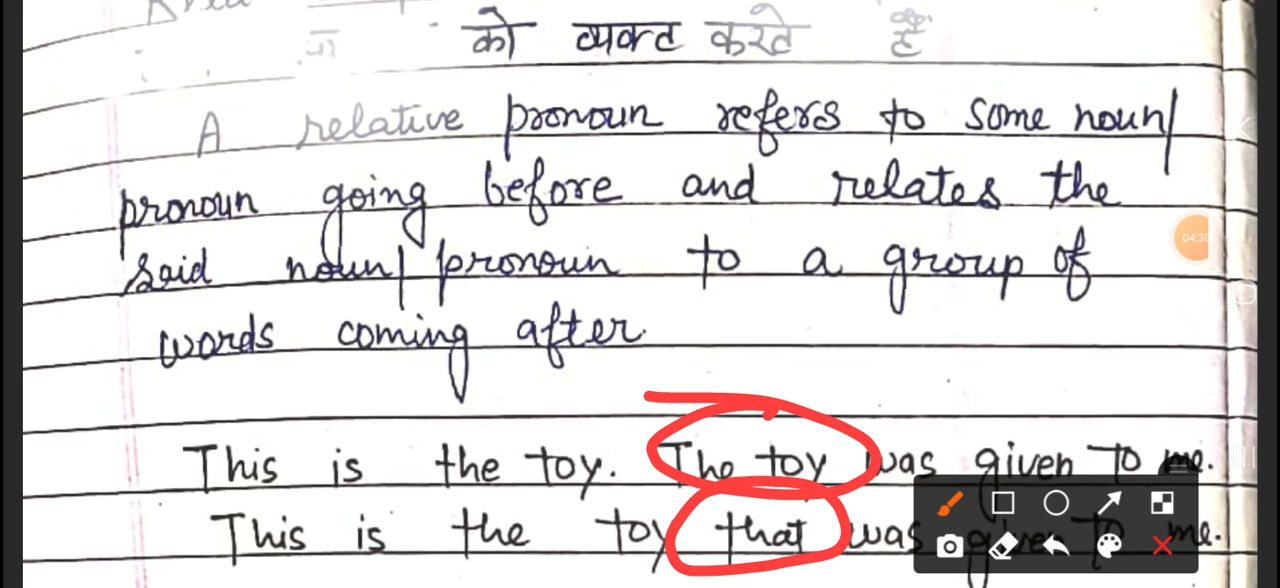 को व्यक्त करते हैं
A relative pronoun refers to some noun/
pronoun going before and relates the
said noun/pronoun to a group of
words coming after.
04:30
This is the toy. The toy was given to me.
This is the toy that was given to me.